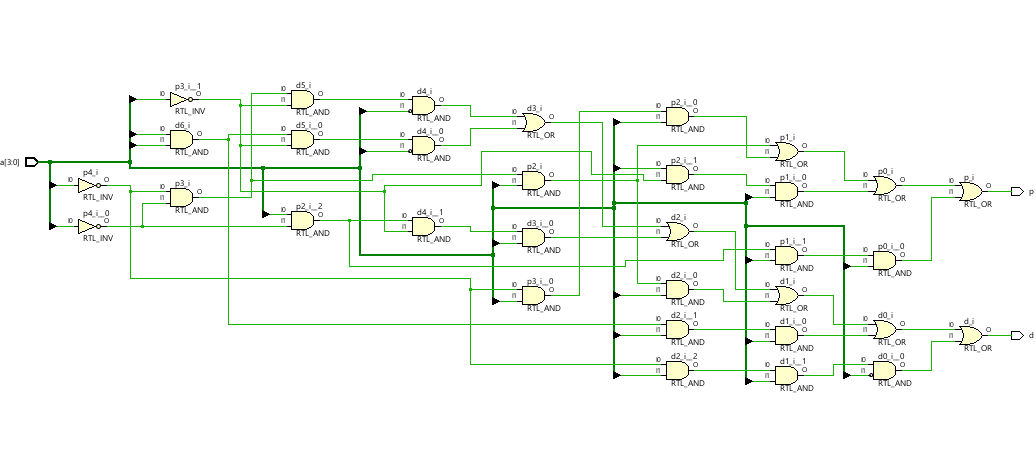 p3_i__1
I0 O
RTL_INV
d5_i
I0
I1 O
RTL_AND
d4_i
I0
I1 O
RTL_AND
p2_i__0
I0
I1 O
RTL_AND
d3_i
I0
I1 O
RTL_OR
d6_i
I0
I1 O
RTL_AND
d5_i__0
I0
I1 O
RTL_AND
d4_i__0
I0
I1 O
RTL_AND
p1_i
I0
I1 O
RTL_OR
a[3:0]
p4_i
I0 O
RTL_INV
p3_i
I0
I1 O
RTL_AND
p2_i
I0
I1 O
RTL_AND
p2_i__1
I0
I1 O
RTL_AND
p1_i__0
I0
I1 O
RTL_AND
p0_i
I0
I1 O
RTL_OR
p_i
I0
I1 O
RTL_OR
p
p4_i__0
I0 O
RTL_INV
p2_i__2
I0
I1 O
RTL_AND
d4_i__1
I0
I1 O
RTL_AND
d3_i__0
I0
I1 O
RTL_AND
d2_i
I0
I1 O
RTL_OR
p1_i__1
I0
I1 O
RTL_AND
p0_i__0
I0
I1 O
RTL_AND
p3_i__0
I0
I1 O
RTL_AND
d2_i__0
I0
I1 O
RTL_AND
d1_i
I0
I1 O
RTL_OR
d2_i__1
I0
I1 O
RTL_AND
d1_i__0
I0
I1 O
RTL_AND
d0_i
I0
I1 O
RTL_OR
d_i
I0
I1 O
RTL_OR
d
d2_i__2
I0
I1 O
RTL_AND
d1_i__1
I0
I1 O
RTL_AND
d0_i__0
I0
I1 O
RTL_AND